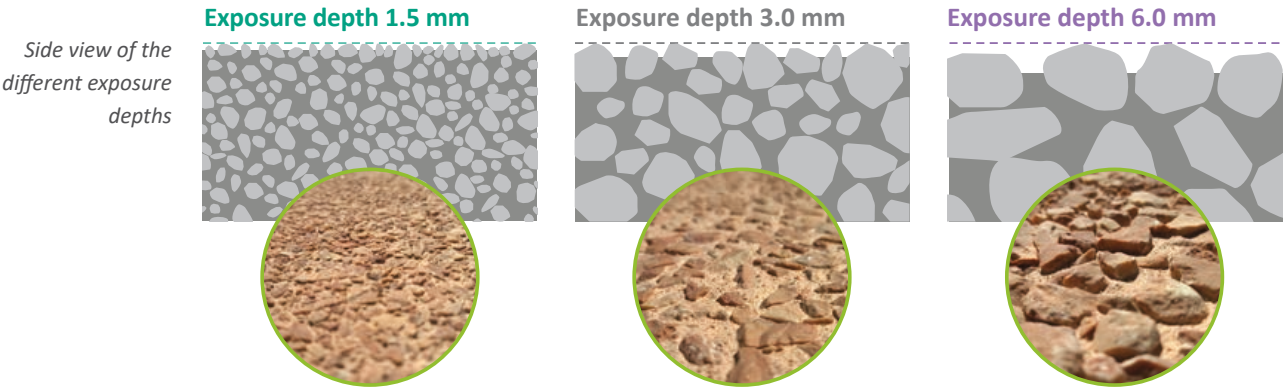 Exposure depth 1.5 mm
Exposure depth 3.0 mm
Exposure depth 6.0 mm
Side view of the
different exposure
depths